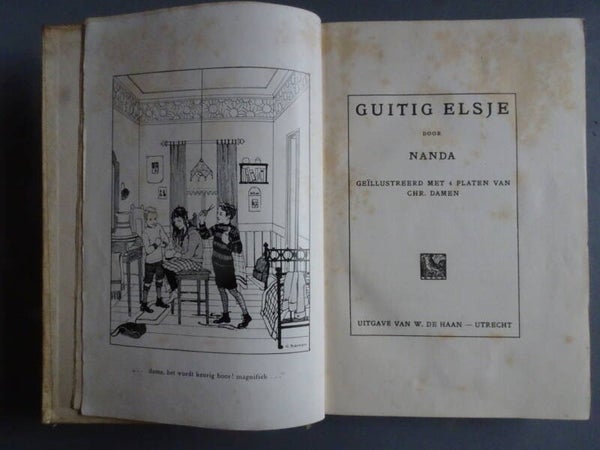 . . . dame, het wordt keurig hoor! magnifiek . . .
GUITIG ELSJE
DOOR
NANDA
GEÏLLUSTREERD MET 4 PLATEN VAN
CHR. DAMEN
UITGAVE VAN W. DE HAAN — UTRECHT